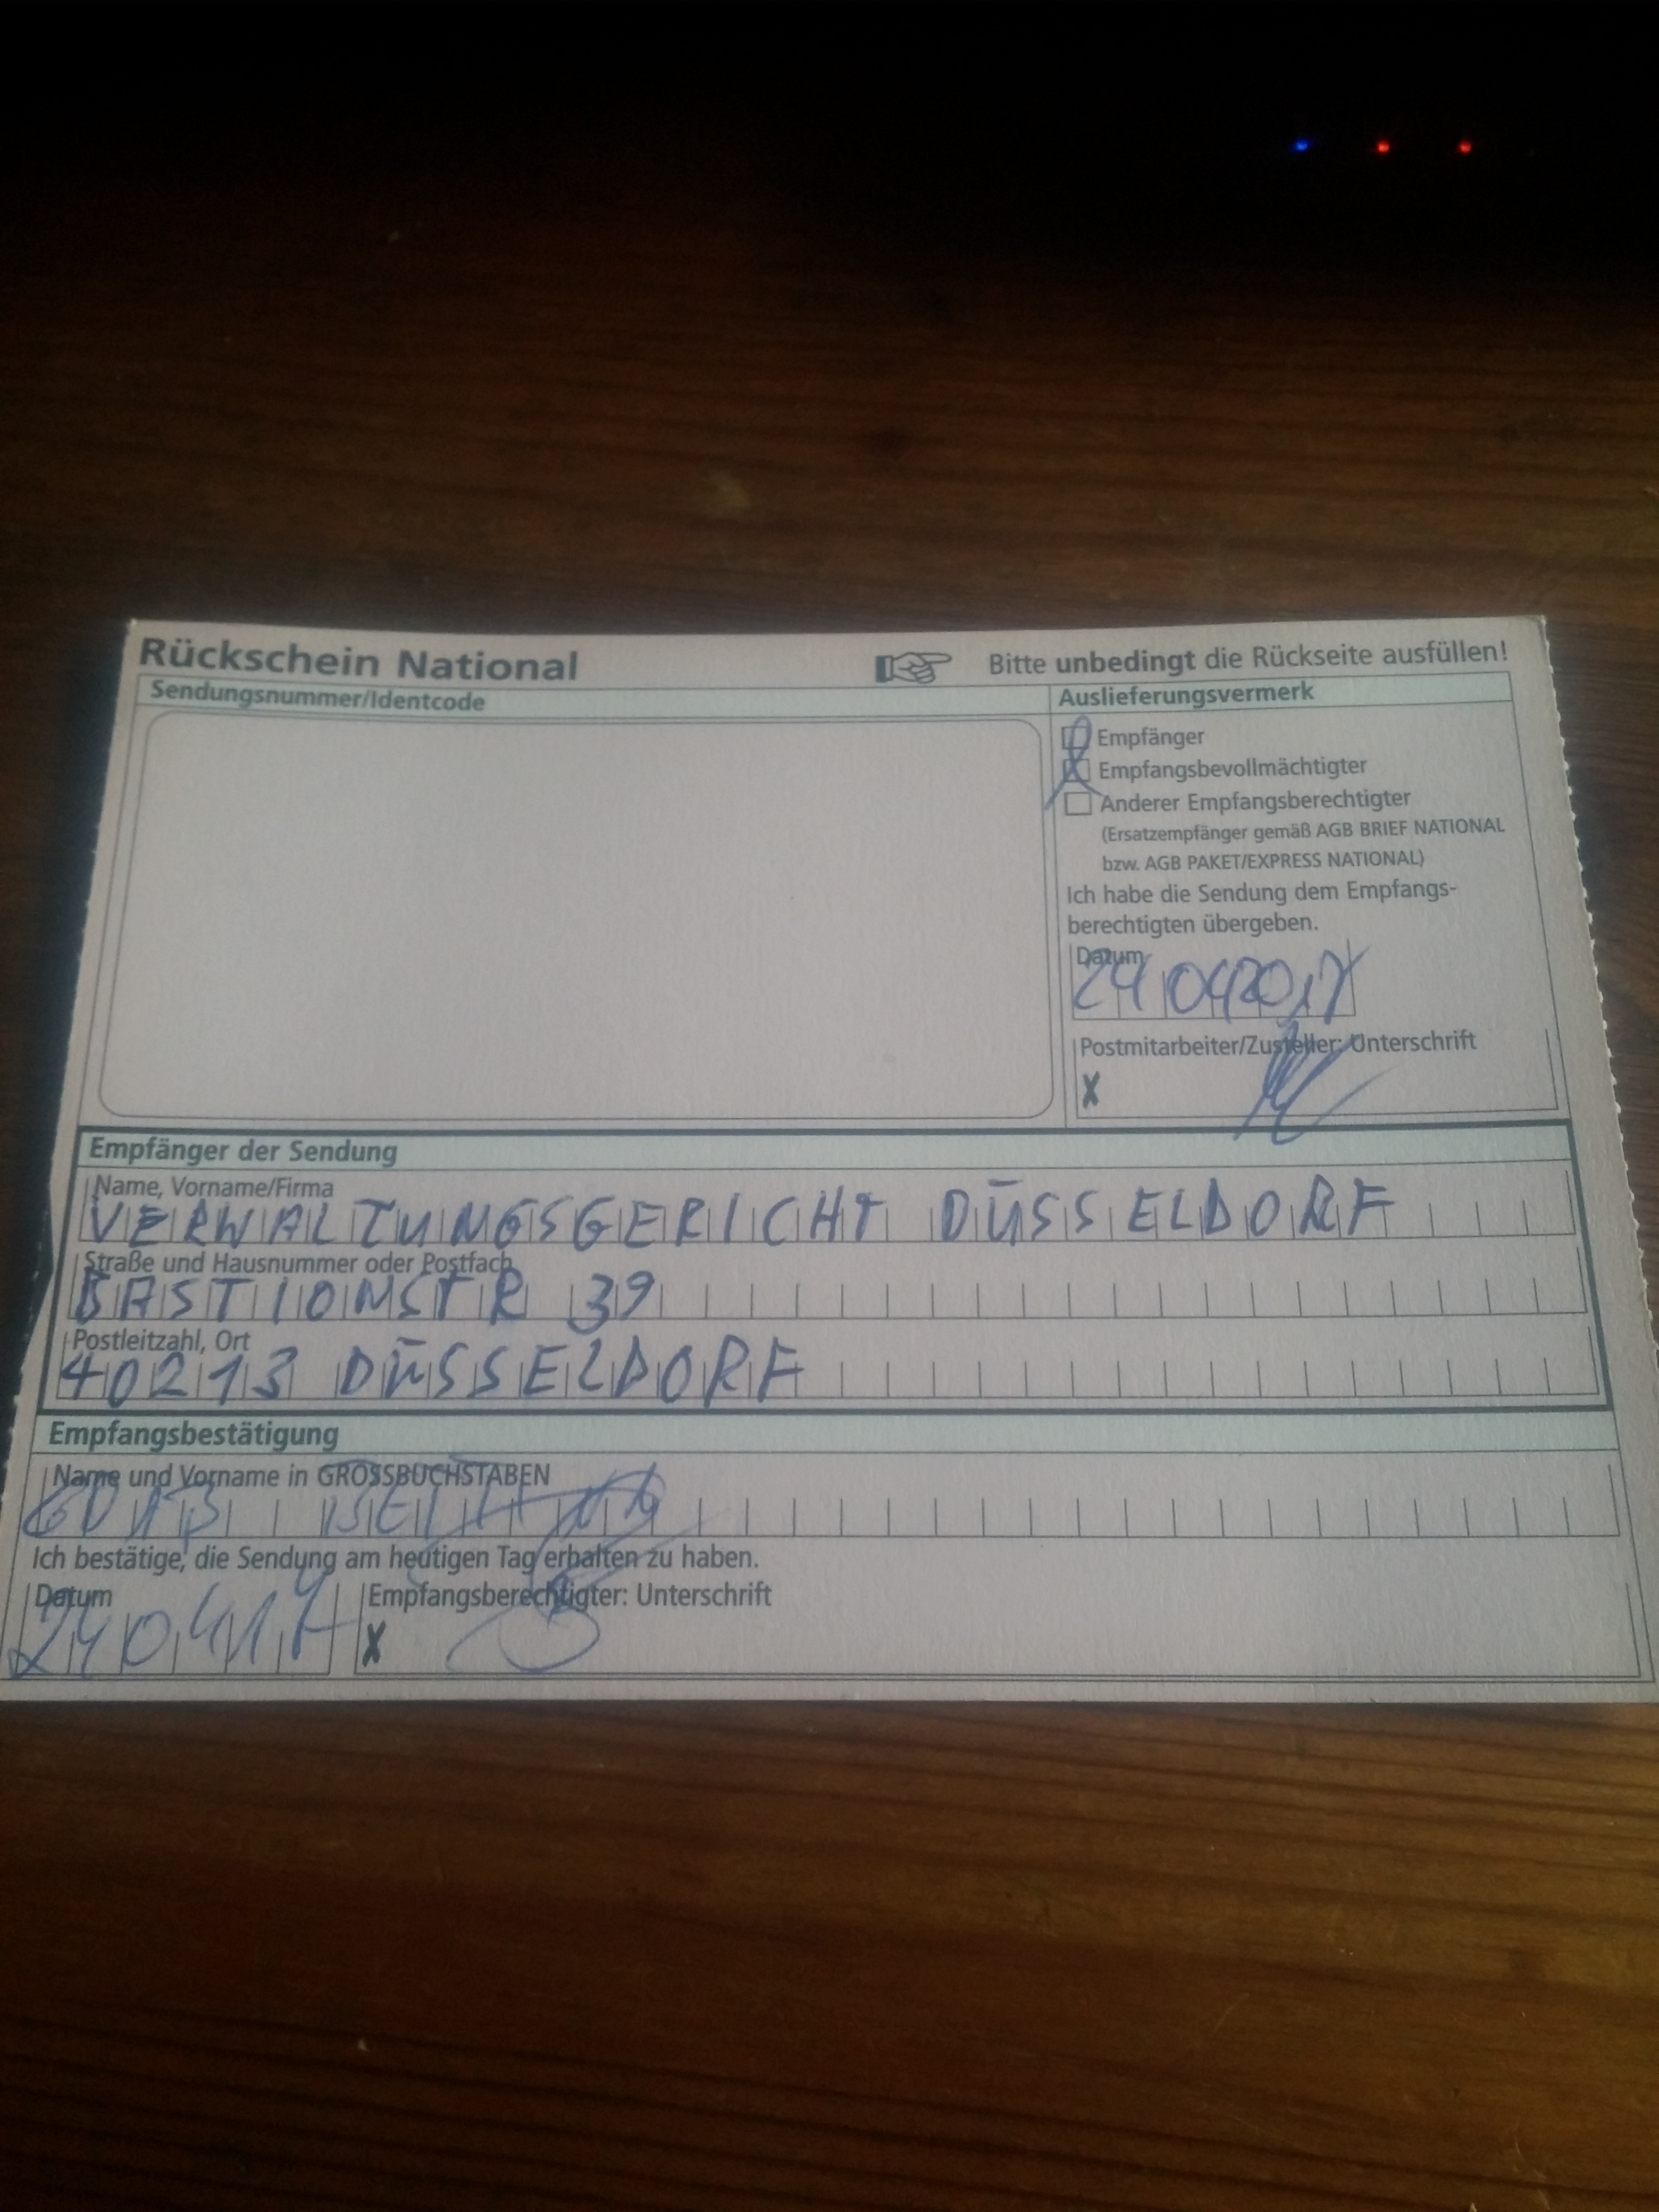 Rückschein National
Bitte unbedingt die Rückseite ausfüllen!
Sendungsnummer/Identcode
Auslieferungsvermerk
Empfänger
Empfangsbevollmächtigter
Anderer Empfangsberechtigter
(Ersatzempfänger gemäß AGB BRIEF NATIONAL
bzw. AGB PAKET/EXPRESS NATIONAL)
Ich habe die Sendung dem Empfangs-
berechtigten übergeben.
Datum
24042017
Postmitarbeiter/Zusteller: Unterschrift
X
Empfänger der Sendung
Name, Vorname/Firma
VERWALTUNGSGERICHT DÜSSELDORF
Straße und Hausnummer oder Postfach
BASTIONSTR 39
Postleitzahl, Ort
40213 DÜSSELDORF
Empfangsbestätigung
Name und Vorname in GROSSBUCHSTABEN
Ich bestätige, die Sendung am heutigen Tag erhalten zu haben.
Datum
240417
Empfangsberechtigter: Unterschrift
X